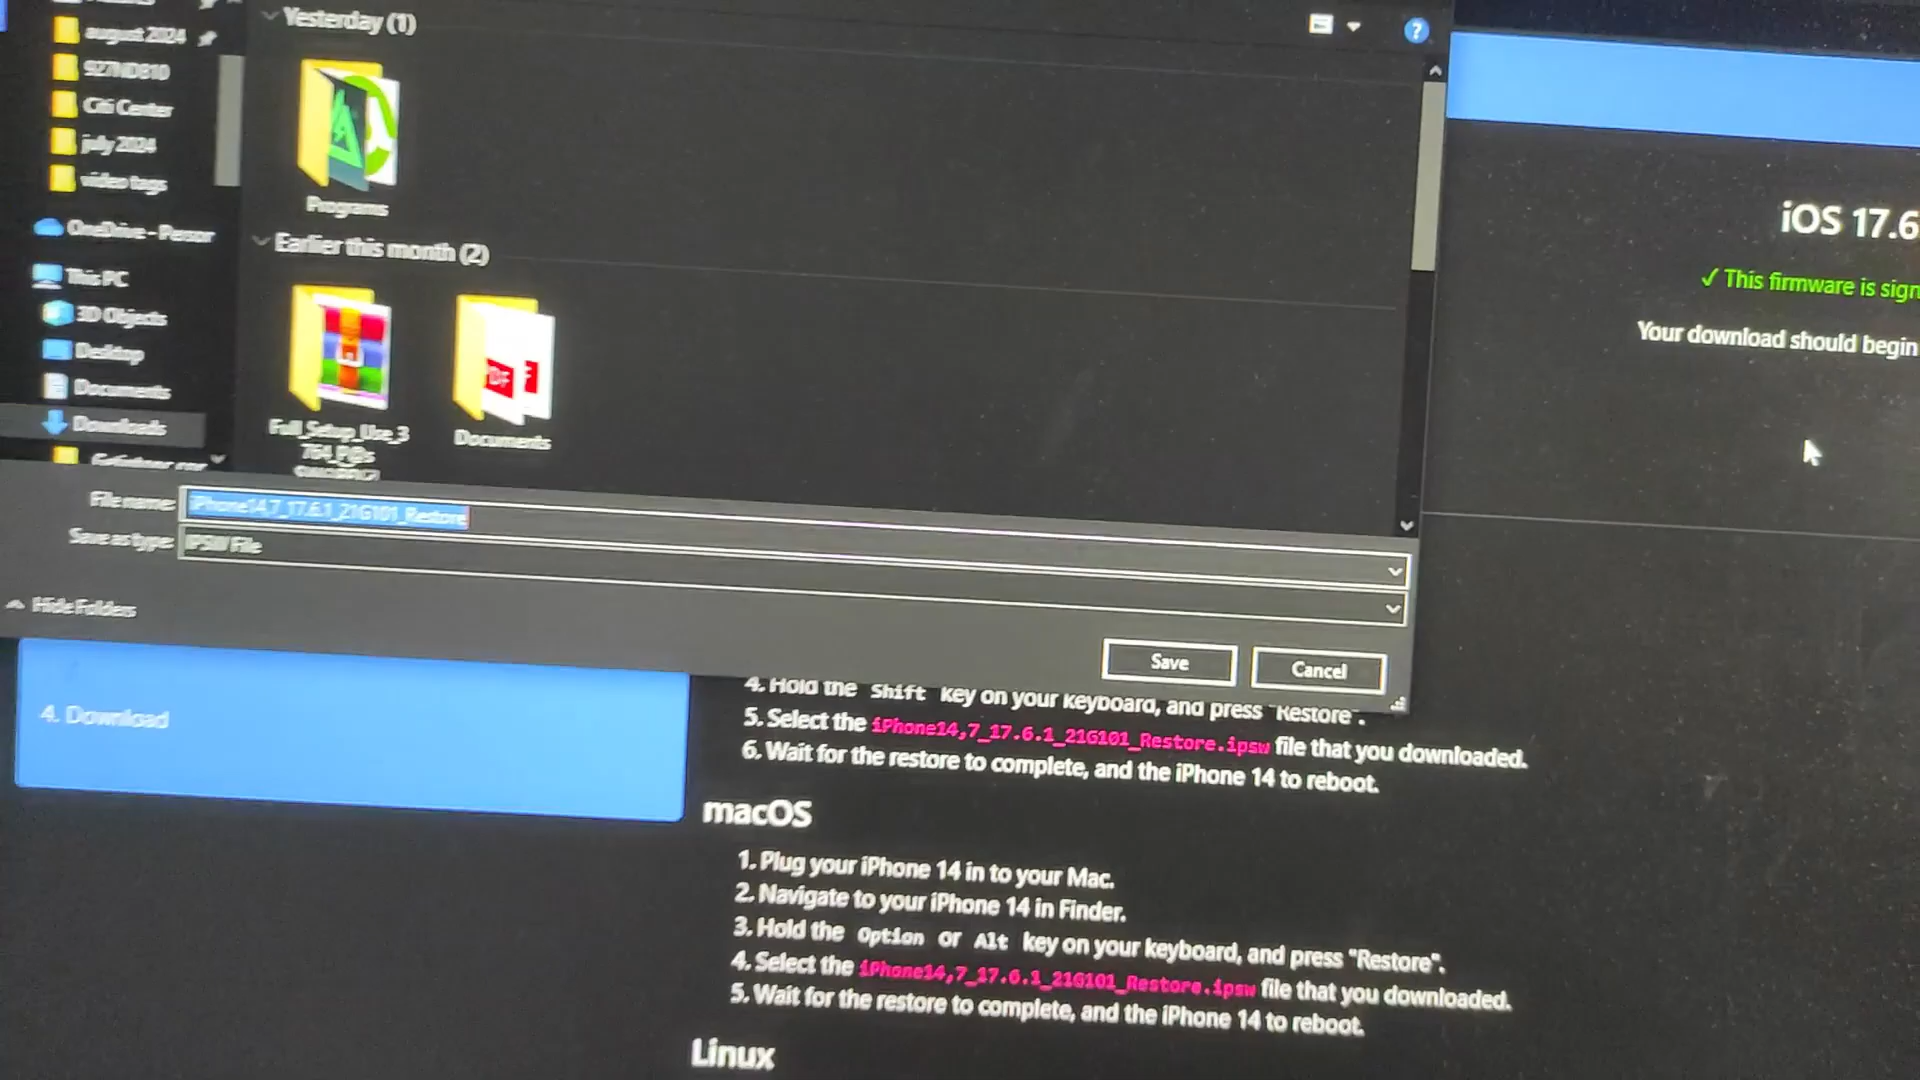 august 2024
927ND810
Citi Center
july 2024
video tags
OneDrive - Person
This PC
3D Objects
Desktop
Documents
Downloads
Yesterday (1)
Programs
Earlier this month (2)
Full_Setup_Use_3
Documents
File name: iPhone14,7_17.6.1_21G101_Restore
Save as type: IPSW File
Hide Folders
Save
Cancel
?
iOS 17.6
✓ This firmware is sign
Your download should begin
4. Download
4. Hold the Shift key on your keyboard, and press "Restore".
5. Select the iPhone14,7_17.6.1_21G101_Restore.ipsw file that you downloaded.
6. Wait for the restore to complete, and the iPhone 14 to reboot.
macOS
1. Plug your iPhone 14 in to your Mac.
2. Navigate to your iPhone 14 in Finder.
3. Hold the Option or Alt key on your keyboard, and press "Restore".
4. Select the iPhone14,7_17.6.1_21G101_Restore.ipsw file that you downloaded.
5. Wait for the restore to complete, and the iPhone 14 to reboot.
Linux